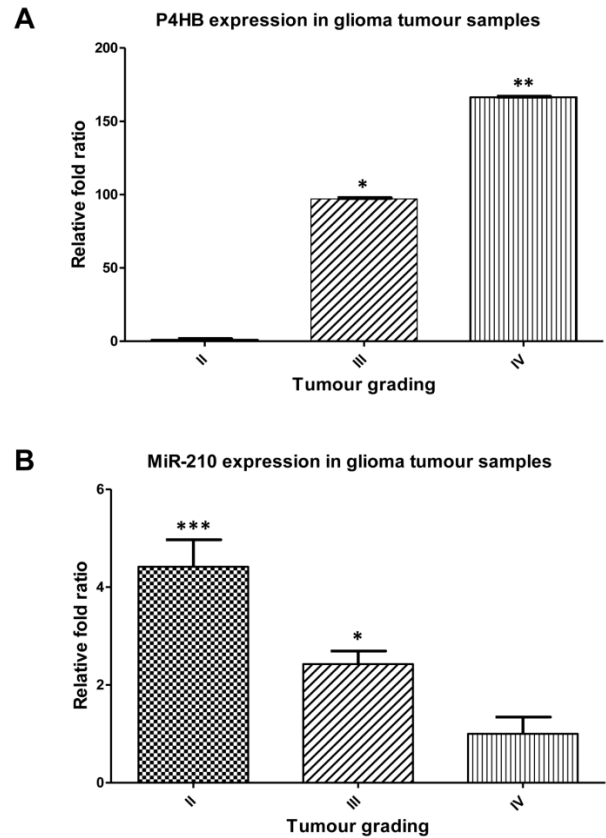 A
P4HB expression in glioma tumour samples
Relative fold ratio
200
150
100
50
0
*
**
II
III
IV
Tumour grading
B
MiR-210 expression in glioma tumour samples
Relative fold ratio
6
4
2
0
***
*
II
III
IV
Tumour grading